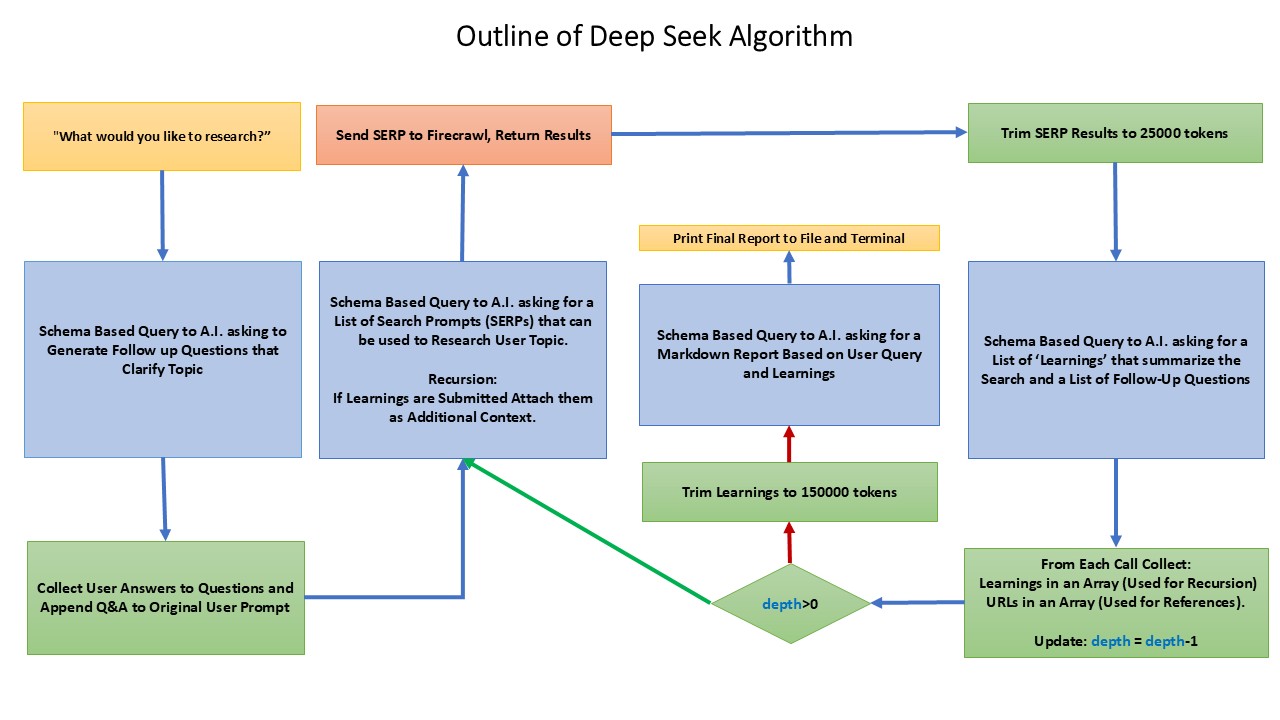 Outline of Deep Seek Algorithm
"What would you like to research?”
Schema Based Query to A.I. asking to
Generate Follow up Questions that
Clarify Topic
Collect User Answers to Questions and
Append Q&A to Original User Prompt
Schema Based Query to A.I. asking for a
List of Search Prompts (SERPs) that can
be used to Research User Topic.
Recursion:
If Learnings are Submitted Attach them
as Additional Context.
Send SERP to Firecrawl, Return Results
Trim SERP Results to 25000 tokens
Schema Based Query to A.I. asking for a
List of ‘Learnings’ that summarize the
Search and a List of Follow-Up Questions
From Each Call Collect:
Learnings in an Array (Used for Recursion)
URLs in an Array (Used for References).
Update: depth = depth-1
depth>0
Trim Learnings to 150000 tokens
Schema Based Query to A.I. asking for a
Markdown Report Based on User Query
and Learnings
Print Final Report to File and Terminal